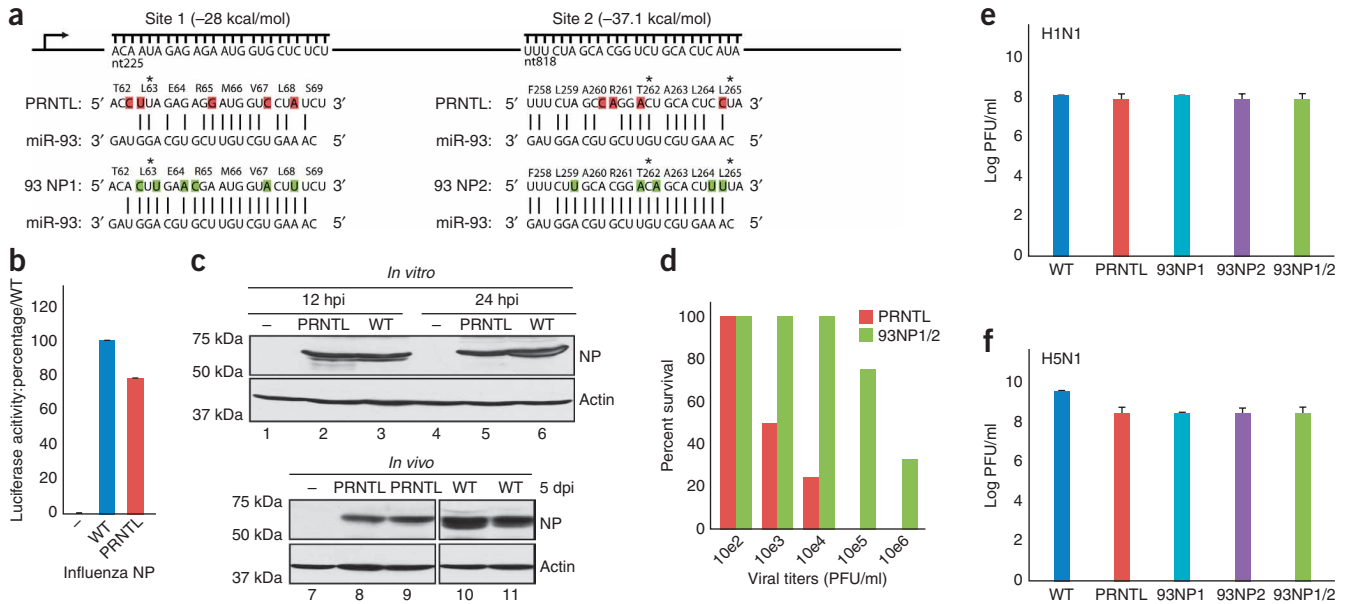 a
Site 1 (–28 kcal/mol)
ACA AUA GAG AGA AUG GUG CUC UCU
nt225
Site 2 (–37.1 kcal/mol)
UUU CUA GCA CGG UCU GCA CUC AUA
nt818
T62 L63 E64 R65 M66 V67 L68 S69
*
PRNTL: 5′ ACC UUA GAG AGG AUG GUC CUA UCU 3′
miR-93: 3′ GAU GGA CGU GCU UGU CGU GAA AC 5′
T62 L63 E64 R65 M66 V67 L68 S69
*
93 NP1: 5′ ACA CUU GAA CGA AUG GUA CUU UCU 3′
miR-93: 3′ GAU GGA CGU GCU UGU CGU GAA AC 5′
F258 L259 A260 R261 T262 A263 L264 L265
* *
PRNTL: 5′ UUU CUA GCC AGG ACU GCA CUC CUA 3′
miR-93: 3′ GAU GGA CGU GCU UGU CGU GAA AC 5′
F258 L259 A260 R261 T262 A263 L264 L265
* *
93 NP2: 5′ UUU CUU GCA CGG ACA GCA CUU UUA 3′
miR-93: 3′ GAU GGA CGU GCU UGU CGU GAA AC 5′
b
Luciferase acitivity:percentage/WT
120
100
80
60
40
20
0
–
WT
PRNTL
Influenza NP
c
In vitro
12 hpi
24 hpi
– PRNTL WT – PRNTL WT
75 kDa
NP
50 kDa
Actin
37 kDa
1 2 3 4 5 6
In vivo
– PRNTL PRNTL WT WT 5 dpi
75 kDa
NP
50 kDa
Actin
37 kDa
7 8 9 10 11
d
Percent survival
100
80
60
40
20
0
PRNTL
93NP1/2
10e2
10e3
10e4
10e5
10e6
Viral titers (PFU/ml)
e
H1N1
Log PFU/ml
10
8
6
4
2
0
WT PRNTL 93NP1 93NP2 93NP1/2
f
H5N1
Log PFU/ml
10
8
6
4
2
0
WT PRNTL 93NP1 93NP2 93NP1/2